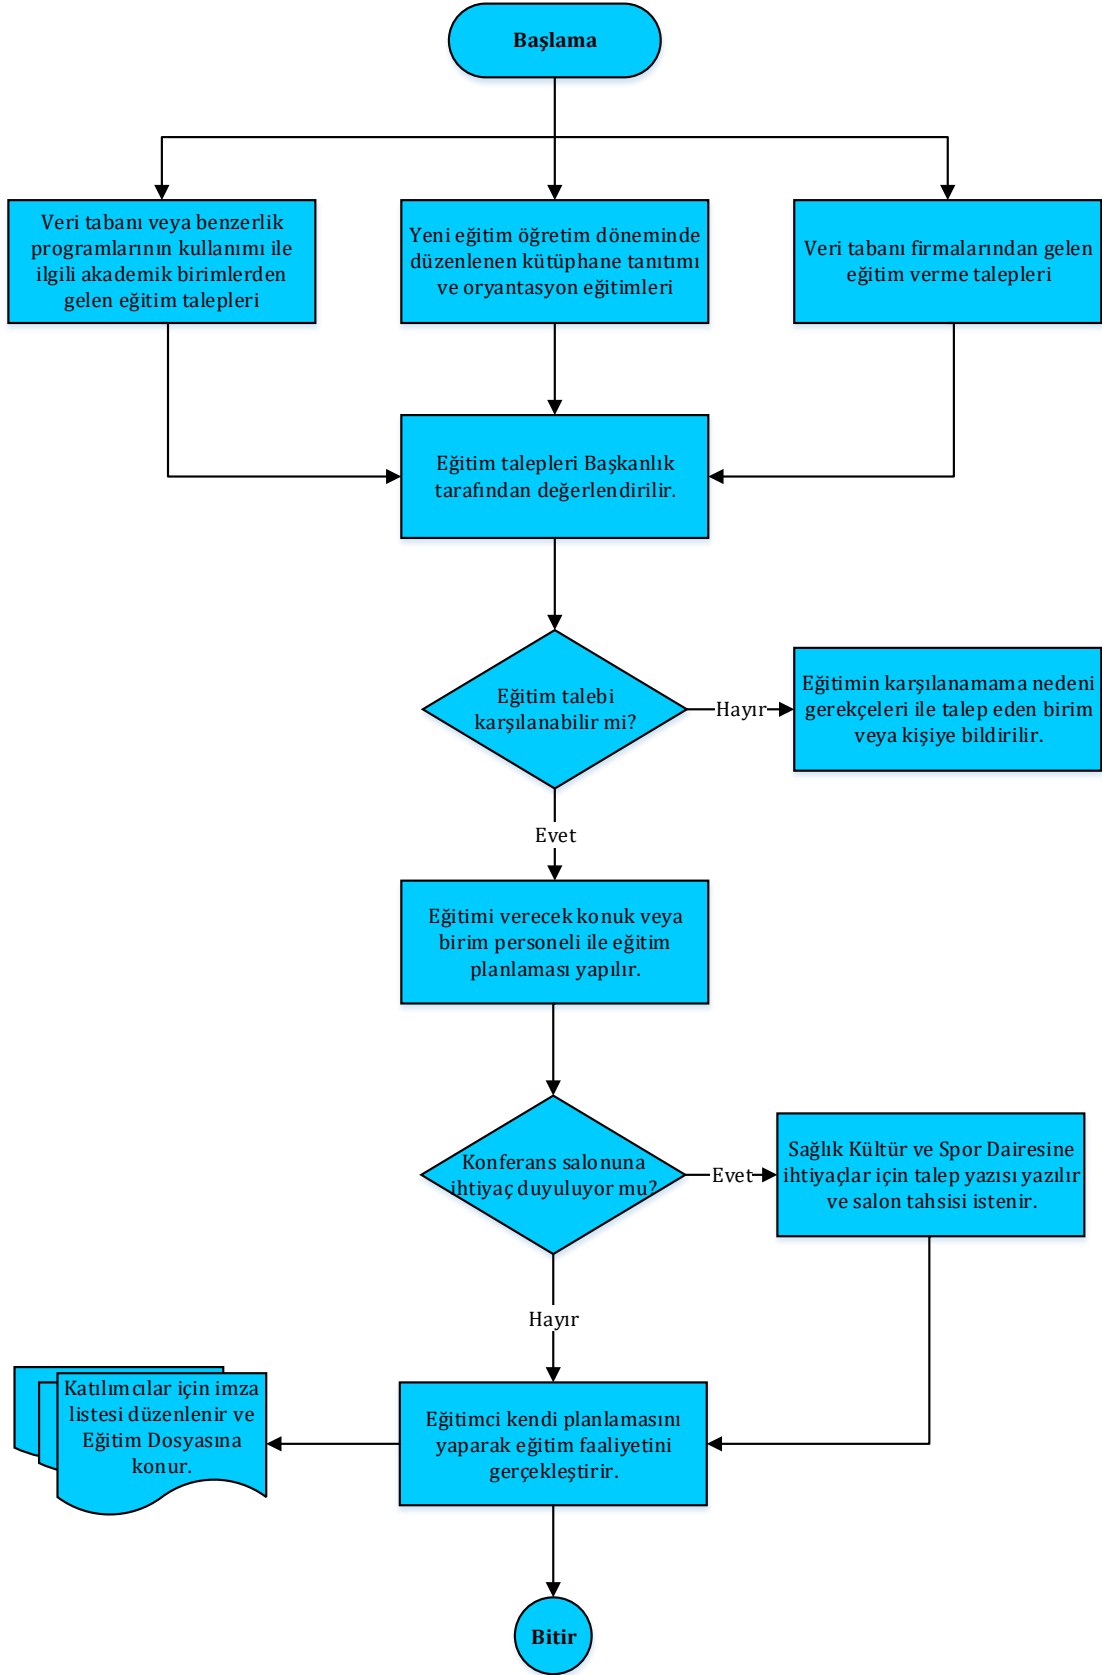 Başlama
Veri tabanı veya benzerlik
programlarının kullanımı ile
ilgili akademik birimlerden
gelen eğitim talepleri
Yeni eğitim öğretim döneminde
düzenlenen kütüphane tanıtımı
ve oryantasyon eğitimleri
Veri tabanı firmalarından gelen
eğitim verme talepleri
Eğitim talepleri Başkanlık
tarafından değerlendirilir.
Eğitim talebi
karşılanabilir mi?
Hayır
Eğitimin karşılanamama nedeni
gerekçeleri ile talep eden birim
veya kişiye bildirilir.
Evet
Eğitimi verecek konuk veya
birim personeli ile eğitim
planlaması yapılır.
Konferans salonuna
ihtiyaç duyuluyor mu?
Evet
Sağlık Kültür ve Spor Dairesine
ihtiyaçlar için talep yazısı yazılır
ve salon tahsisi istenir.
Hayır
Katılımcılar için imza
listesi düzenlenir ve
Eğitim Dosyasına
konur.
Eğitimci kendi planlamasını
yaparak eğitim faaliyetini
gerçekleştirir.
Bitir